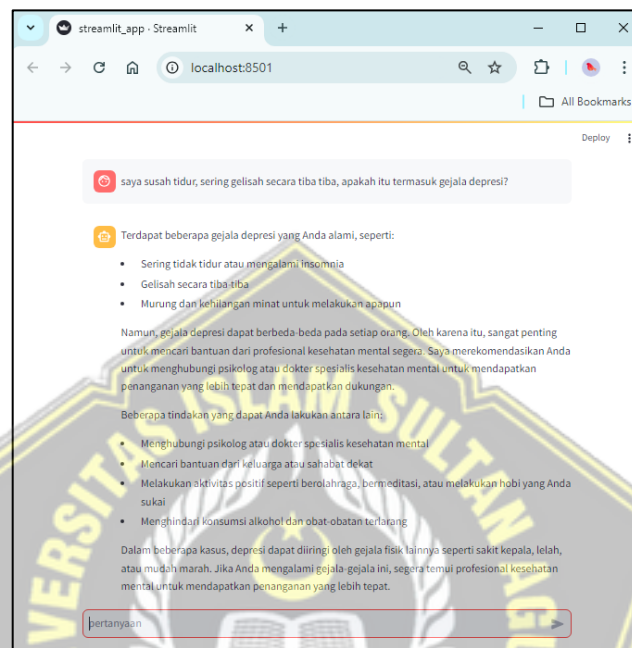 streamlit_app · Streamlit
localhost:8501
All Bookmarks
Deploy
saya susah tidur, sering gelisah secara tiba tiba, apakah itu termasuk gejala depresi?
Terdapat beberapa gejala depresi yang Anda alami, seperti:
• Sering tidak tidur atau mengalami insomnia
• Gelisah secara tiba-tiba
• Murung dan kehilangan minat untuk melakukan apapun
Namun, gejala depresi dapat berbeda-beda pada setiap orang. Oleh karena itu, sangat penting
untuk mencari bantuan dari profesional kesehatan mental segera. Saya merekomendasikan Anda
untuk menghubungi psikolog atau dokter spesialis kesehatan mental untuk mendapatkan
penanganan yang lebih tepat dan mendapatkan dukungan.
Beberapa tindakan yang dapat Anda lakukan antara lain:
• Menghubungi psikolog atau dokter spesialis kesehatan mental
• Mencari bantuan dari keluarga atau sahabat dekat
• Melakukan aktivitas positif seperti berolahraga, bermeditasi, atau melakukan hobi yang Anda
sukai
• Menghindari konsumsi alkohol dan obat-obatan terlarang
Dalam beberapa kasus, depresi dapat diiringi oleh gejala fisik lainnya seperti sakit kepala, lelah,
atau mudah marah. Jika Anda mengalami gejala-gejala ini, segera temui profesional kesehatan
mental untuk mendapatkan penanganan yang lebih tepat.
pertanyaan
ISLAM SULTAN AGU
VERSITAS